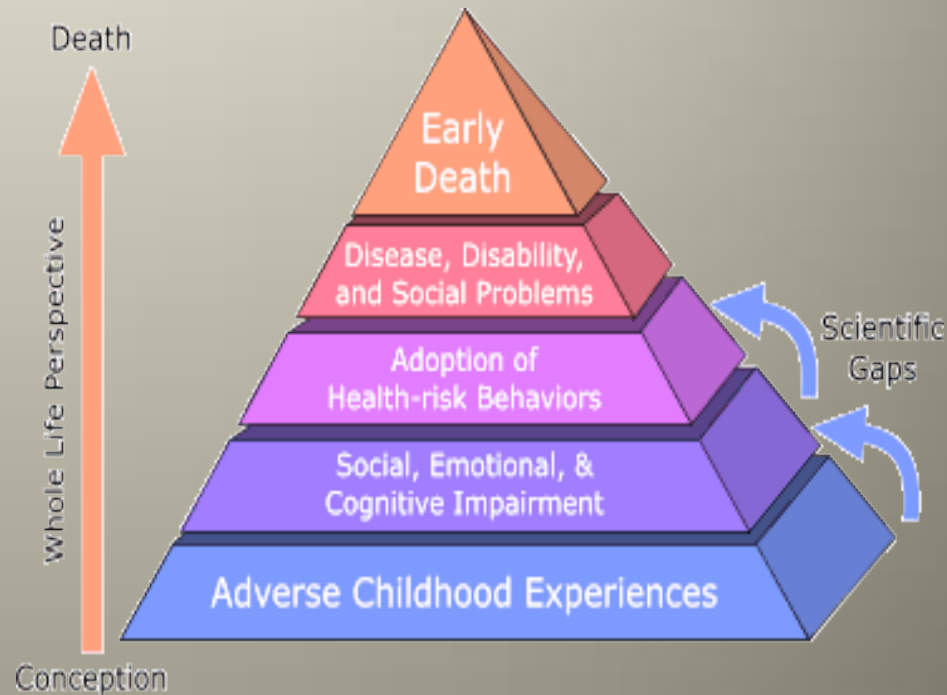 Death
Whole Life Perspective
Conception
Early
Death
Disease, Disability,
and Social Problems
Adoption of
Health-risk Behaviors
Social, Emotional, &
Cognitive Impairment
Adverse Childhood Experiences
Scientific
Gaps